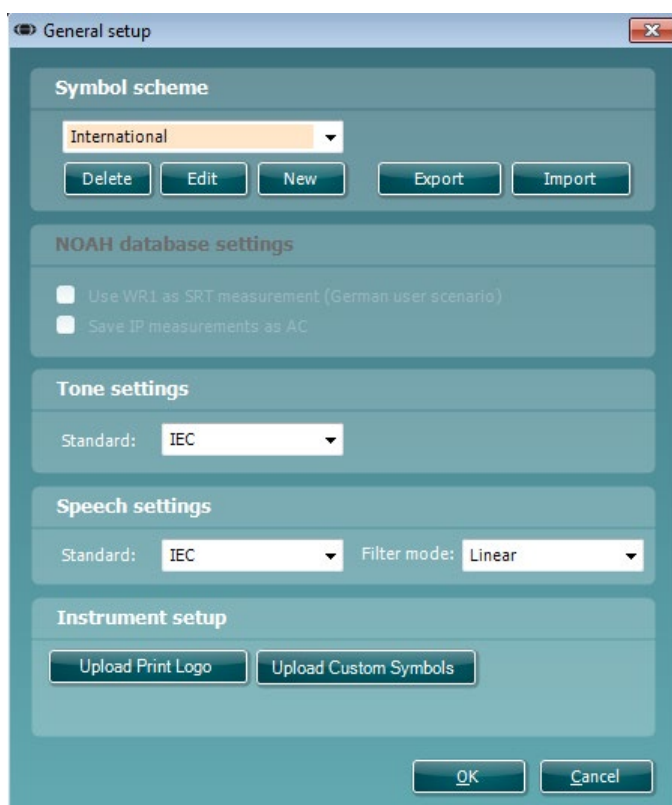 General setup
Symbol scheme
International
Delete Edit New Export Import
NOAH database settings
Use WR1 as SRT measurement (German user scenario)
Save IP measurements as AC
Tone settings
Standard: IEC
Speech settings
Standard: IEC Filter mode: Linear
Instrument setup
Upload Print Logo Upload Custom Symbols
OK Cancel